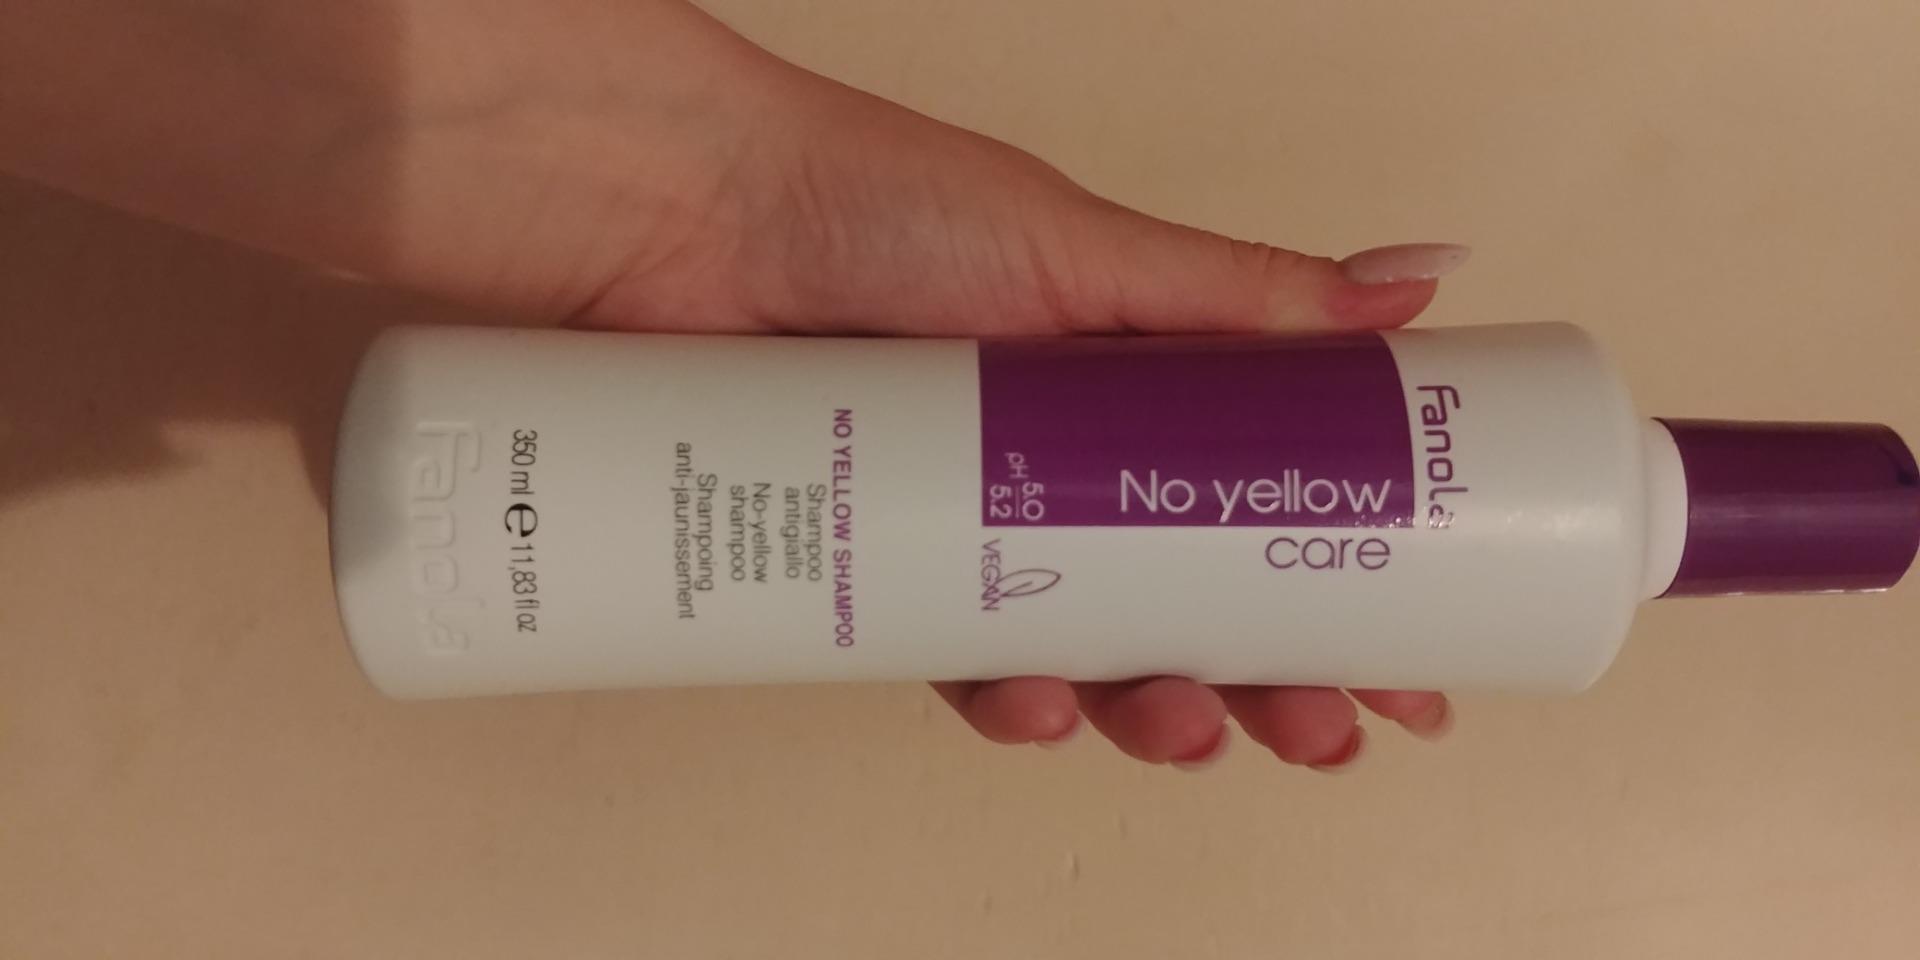 Fanola
No yellow
care
pH 5.0
5.2
VEGAN
NO YELLOW SHAMPOO
Shampoo
antigiallo
No-yellow
shampoo
Shampoing
anti-jaunissement
350 ml e 11,83 fl oz
Fanola